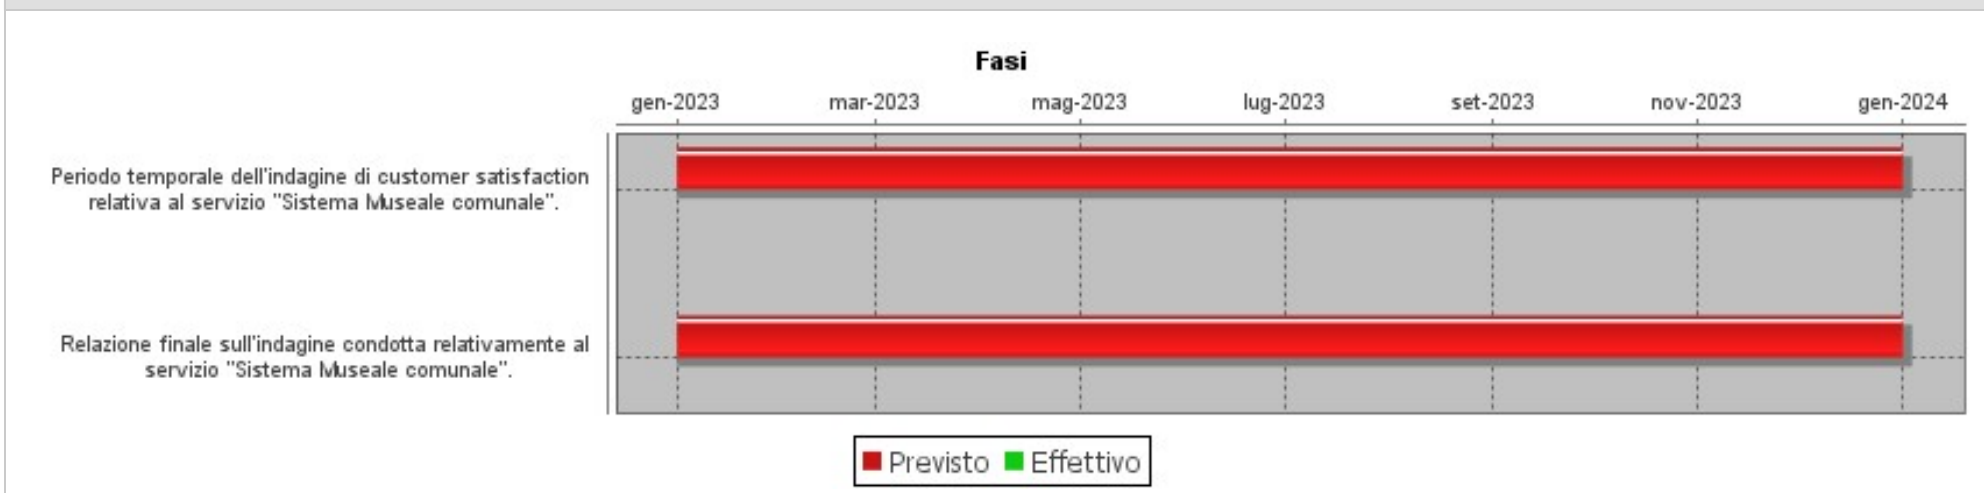 Fasi
gen-2023 mar-2023 mag-2023 lug-2023 set-2023 nov-2023 gen-2024
Periodo temporale dell'indagine di customer satisfaction
relativa al servizio "Sistema Museale comunale".
Relazione finale sull'indagine condotta relativamente al
servizio "Sistema Museale comunale".
Previsto Effettivo